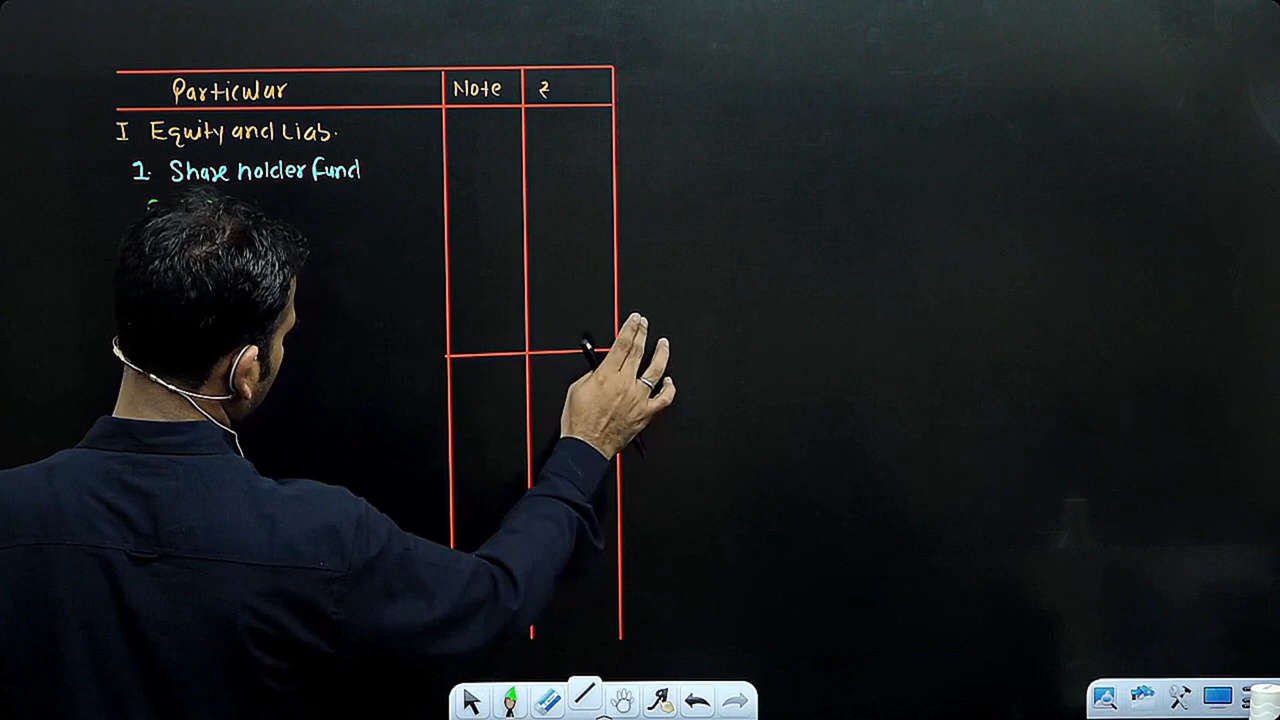 Particular Note ₹
I Equity and Liab.
1. Share holder Fund